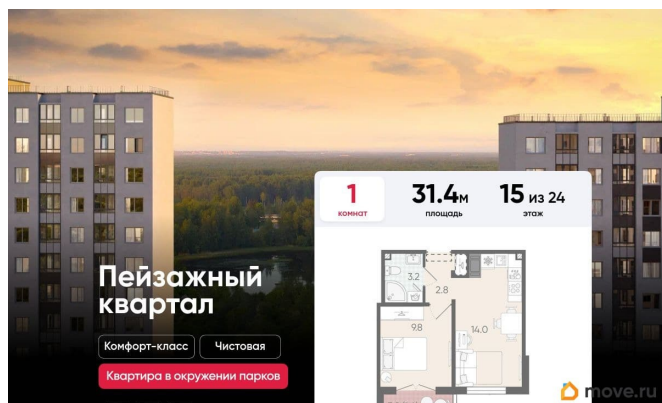 1
комнат
31.4м
площадь
15 из 24
этаж
Пейзажный
квартал
Комфорт-класс
Чистовая
Квартира в окружении парков
3.2
2.8
9.8
14.0
move.ru